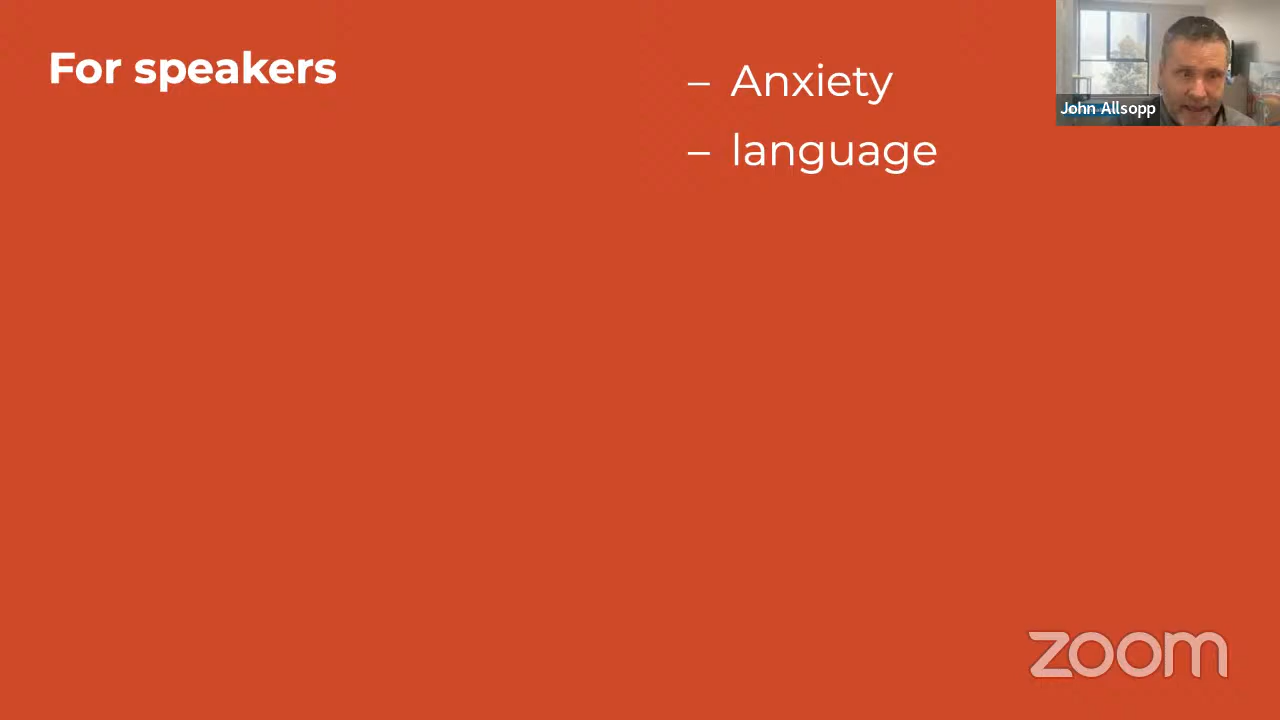 For speakers
– Anxiety
– language
John Allsopp
zoom